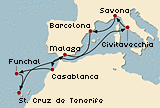 Savona
Barcelona
Civitavecchia
Malaga
Funchal
Casablanca
St. Cruz de Tenerife